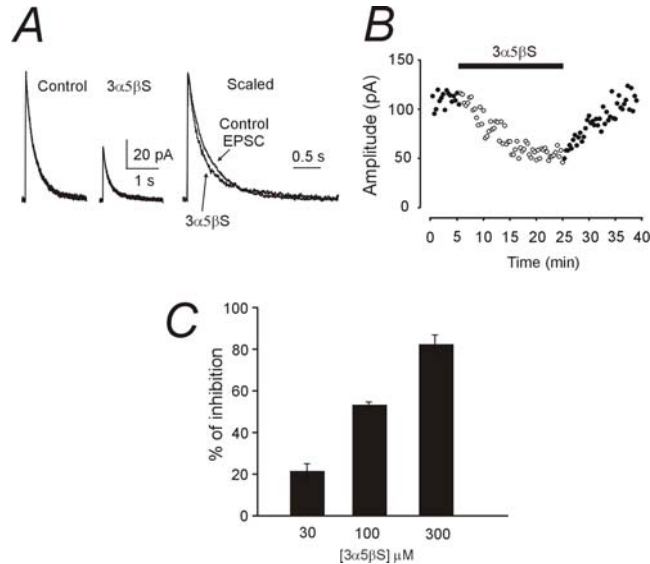 A
Control
3α5βS
20 pA
1 s
Scaled
Control
EPSC
3α5βS
0.5 s
B
3α5βS
Amplitude (pA)
150
100
50
0
0 5 10 15 20 25 30 35 40
Time (min)
C
% of inhibition
100
80
60
40
20
0
30 100 300
[3α5βS] μM